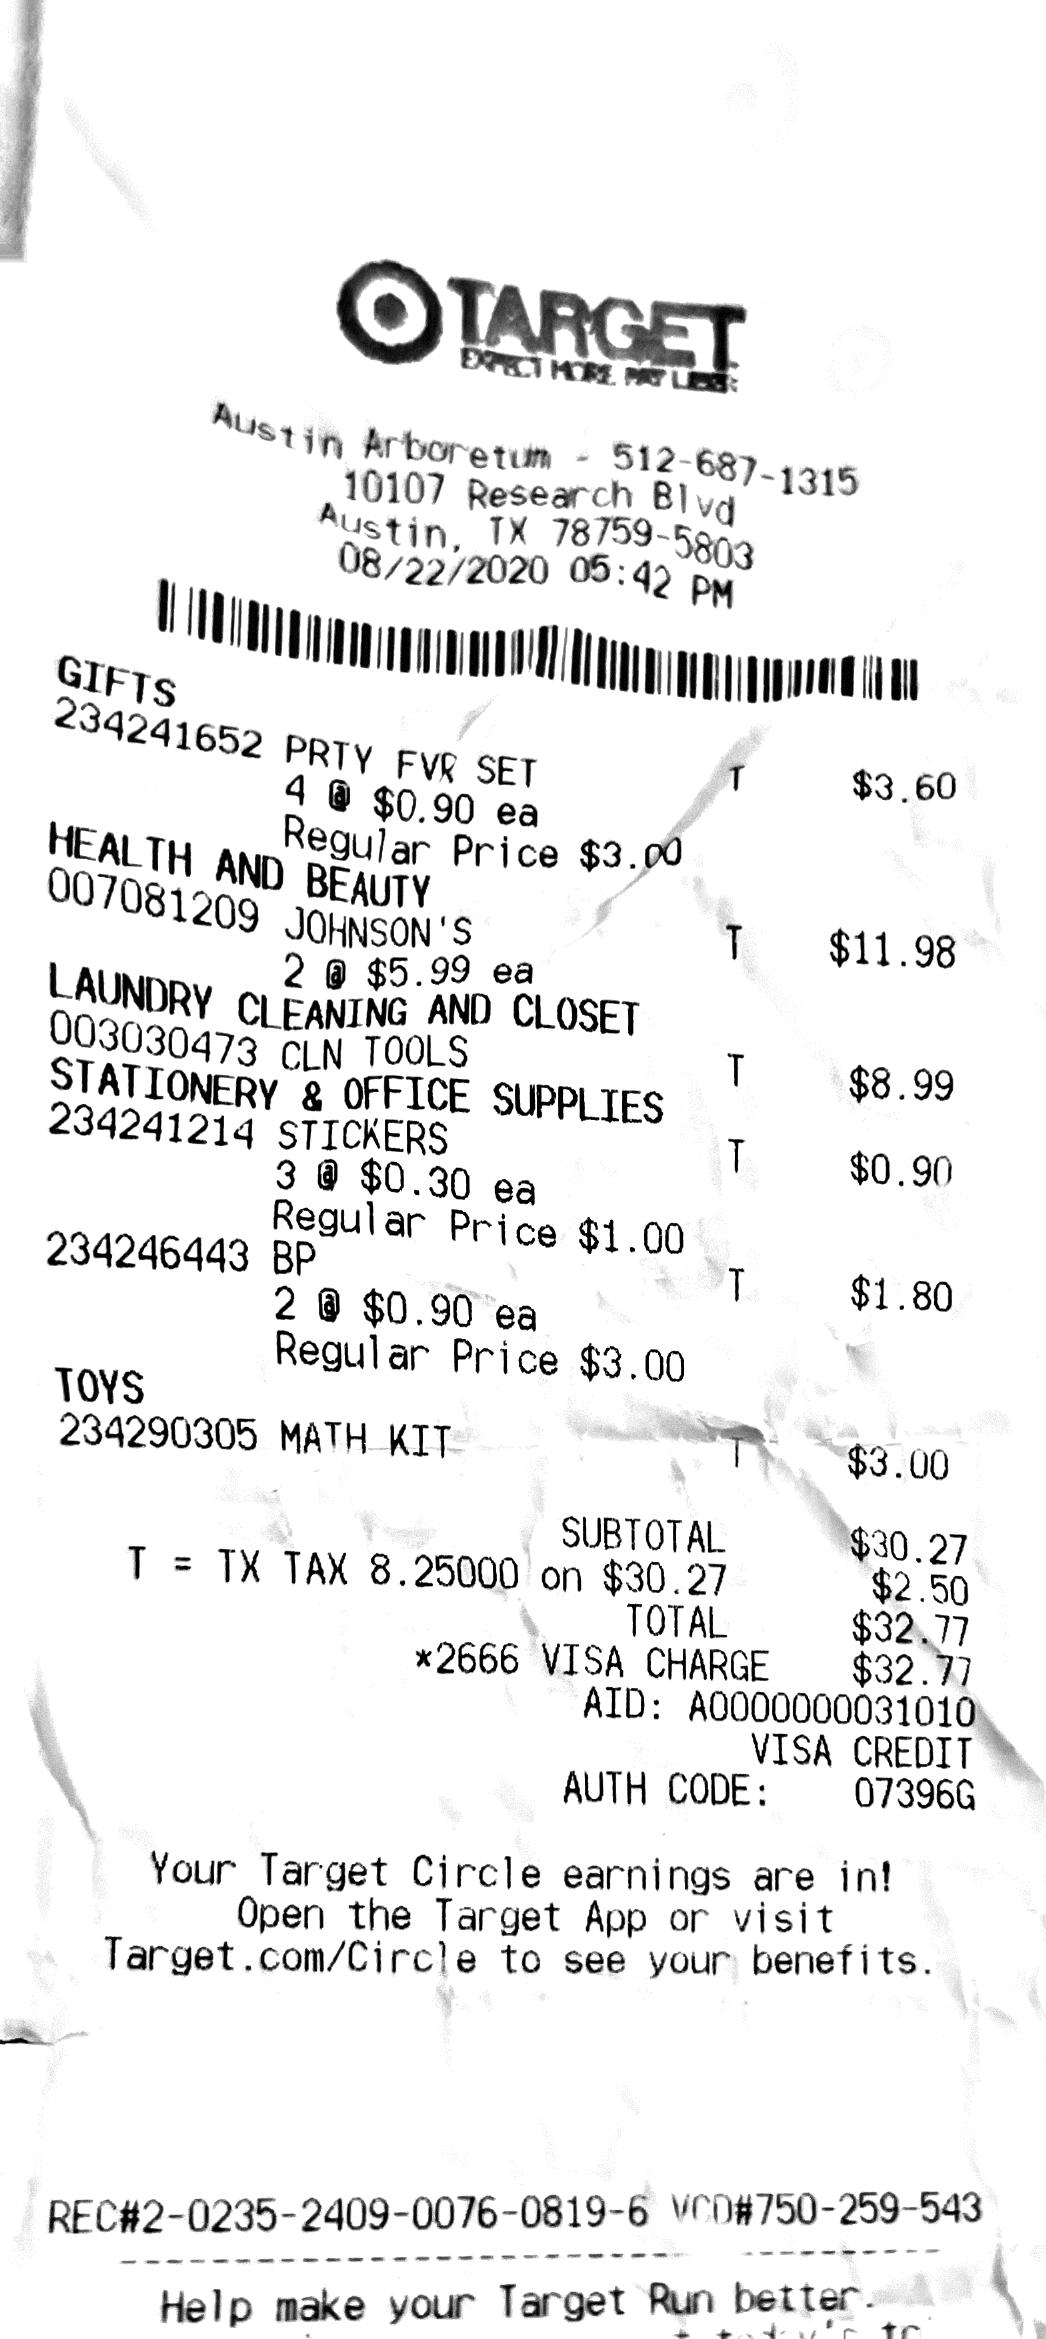 TARGET
EXPECT MORE. PAY LESS.
Austin Arboretum - 512-687-1315
10107 Research Blvd
Austin, TX 78759-5803
08/22/2020 05:42 PM
GIFTS
234241652 PRTY FVR SET T $3.60
4 @ $0.90 ea
Regular Price $3.00
HEALTH AND BEAUTY
007081209 JOHNSON'S T $11.98
2 @ $5.99 ea
LAUNDRY CLEANING AND CLOSET
003030473 CLN TOOLS T $8.99
STATIONERY & OFFICE SUPPLIES
234241214 STICKERS T $0.90
3 @ $0.30 ea
Regular Price $1.00
234246443 BP T $1.80
2 @ $0.90 ea
Regular Price $3.00
TOYS
234290305 MATH KIT T $3.00
SUBTOTAL $30.27
T = TX TAX 8.25000 on $30.27 $2.50
TOTAL $32.77
*2666 VISA CHARGE $32.77
AID: A0000000031010
VISA CREDIT
AUTH CODE: 07396G
Your Target Circle earnings are in!
Open the Target App or visit
Target.com/Circle to see your benefits.
REC#2-0235-2409-0076-0819-6 VCD#750-259-543
Help make your Target Run better.